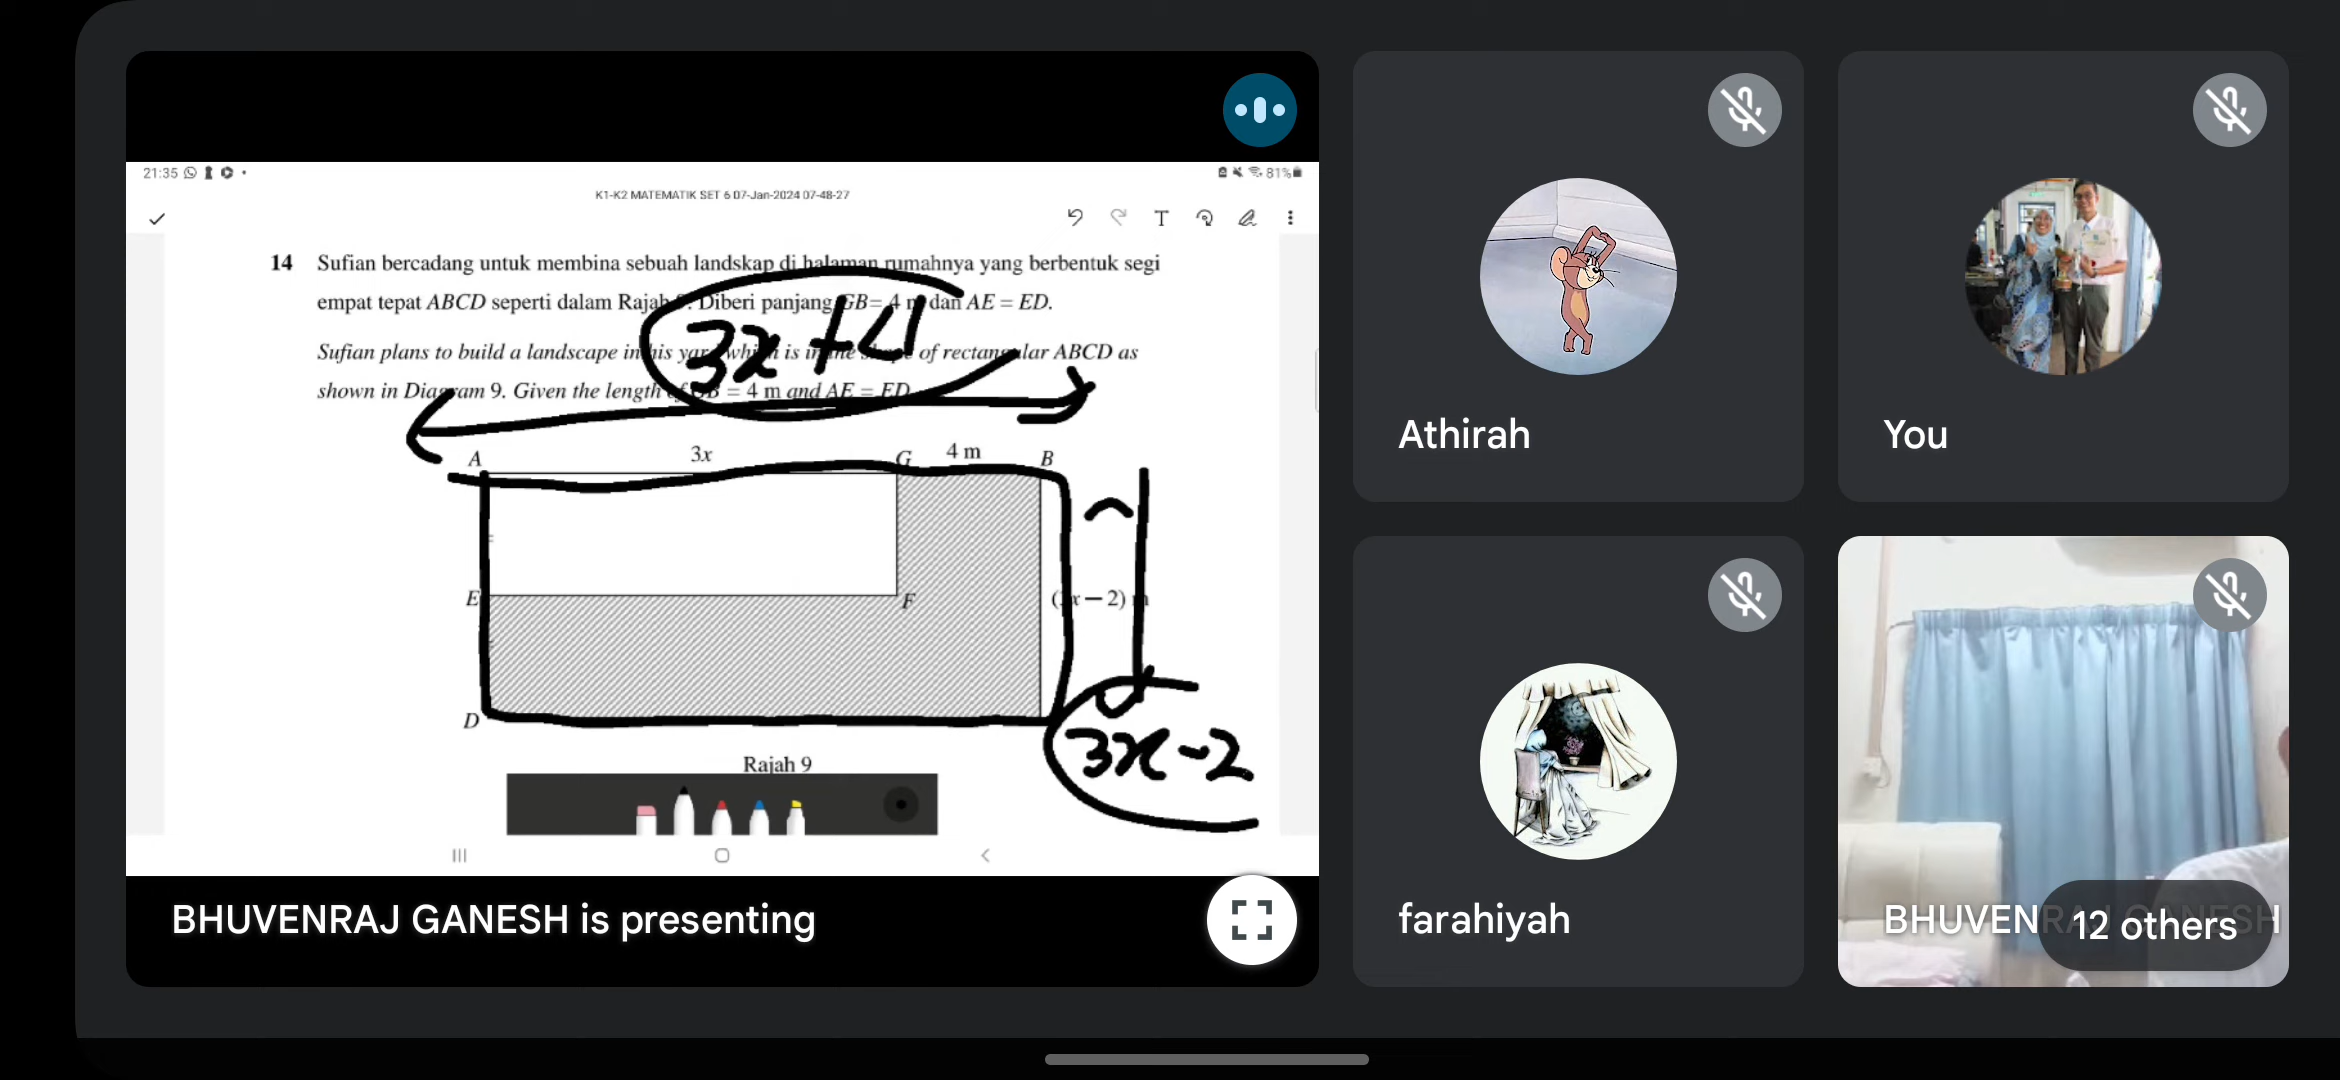 21:35
81%
K1-K2 MATEMATIK SET 6 07-Jan-2024 07-48-27
T
14 Sufian bercadang untuk membina sebuah landskap di halaman rumahnya yang berbentuk segi
empat tepat ABCD seperti dalam Rajah Diberi panjang GB= 4 m dan AE = ED.
3x+4
Sufian plans to build a landscape in his yard which is in the shape of rectangular ABCD as
shown in Diagram 9. Given the length of GB = 4 m and AE = ED
A 3x G 4 m B
E F (3x – 2) m
D
3x-2
Rajah 9
BHUVENRAJ GANESH is presenting
Athirah
You
farahiyah
BHUVENRAJ GANESH
12 others